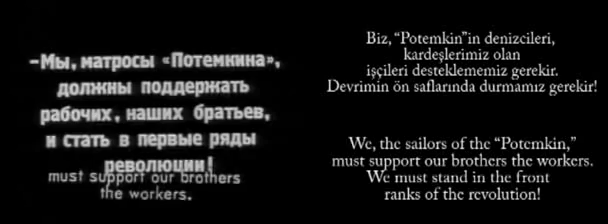 –Мы, матросы «Потемкина»,
должны поддержать
рабочих, наших братьев,
и стать в первые ряды
революции!
must support our brothers
the workers.
Biz, “Potemkin”in denizcileri,
kardeşlerimiz olan
işçileri desteklememiz gerekir.
Devrimin ön saflarında durmamız gerekir!
We, the sailors of the “Potemkin,”
must support our brothers the workers.
We must stand in the front
ranks of the revolution!